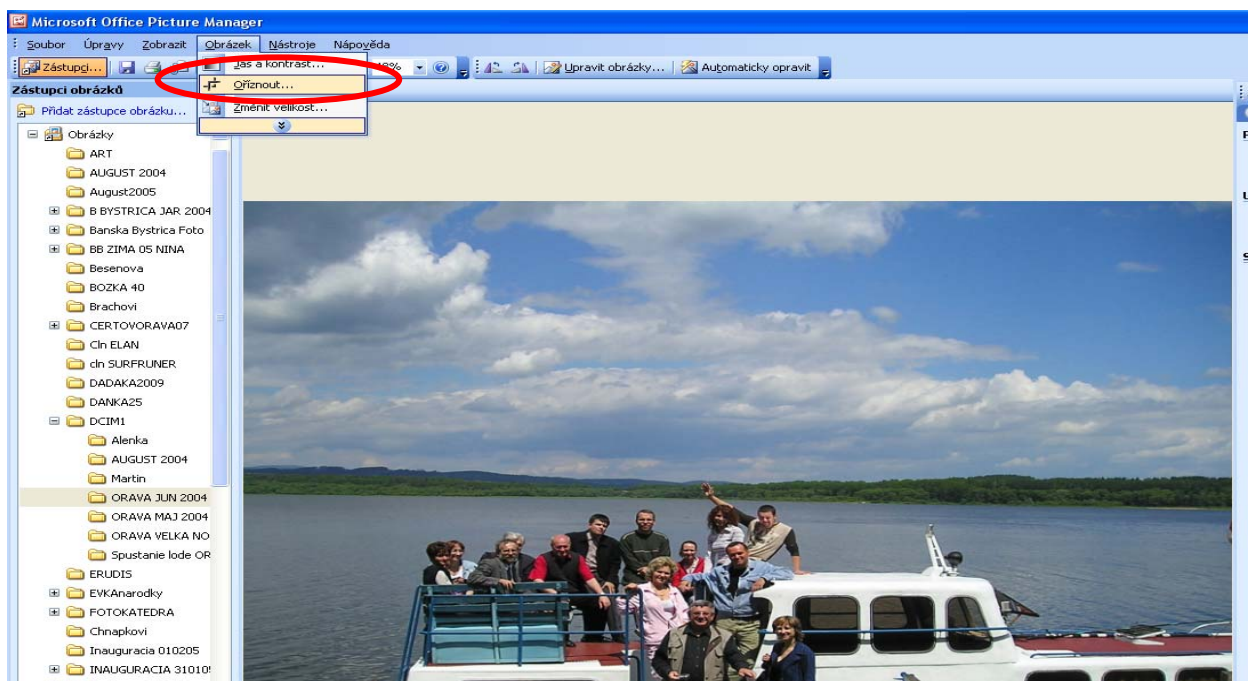 Microsoft Office Picture Manager
Soubor Úpravy Zobrazit Obrázek Nástroje Nápověda
Zástupci... Upravit obrázky... Automaticky opravit
Jas a kontrast...
Oříznout...
Změnit velikost...
Zástupci obrázků
Přidat zástupce obrázku...
Obrázky
ART
AUGUST 2004
August2005
B BYSTRICA JAR 2004
Banska Bystrica Foto
BB ZIMA 05 NINA
Besenova
BOZKA 40
Brachovi
CERTOVORAVA07
Cln ELAN
cln SURFRUNER
DADAKA2009
DANKA25
DCIM1
Alenka
AUGUST 2004
Martin
ORAVA JUN 2004
ORAVA MAJ 2004
ORAVA VELKA NO
Spustanie lode OR
ERUDIS
EVKAnarodky
FOTOKATEDRA
Chnapkovi
Inauguracia 010205
INAUGURACIA 31010